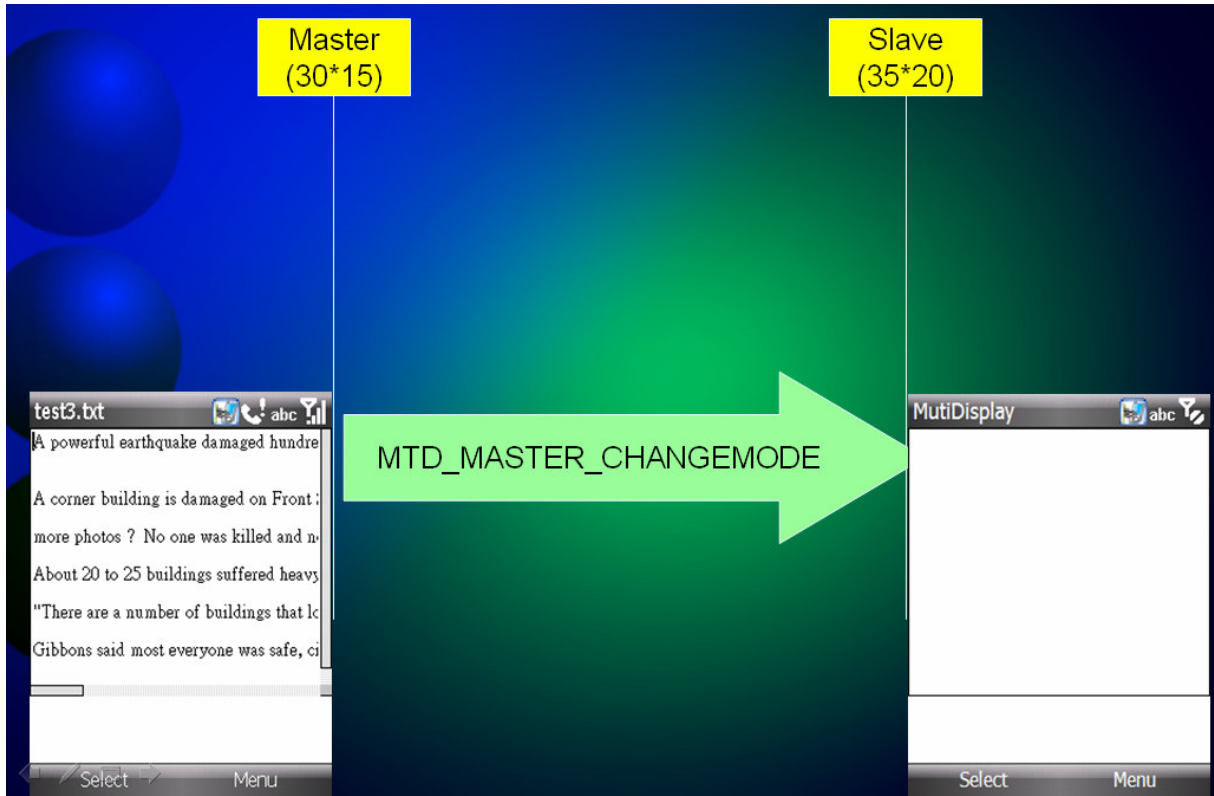 Master
(30*15)
Slave
(35*20)
MTD_MASTER_CHANGEMODE
test3.txt
abc
A powerful earthquake damaged hundre
A corner building is damaged on Front
more photos ? No one was killed and
About 20 to 25 buildings suffered heavy
"There are a number of buildings that
Gibbons said most everyone was safe, ci
Select Menu
MutiDisplay
abc
Select Menu